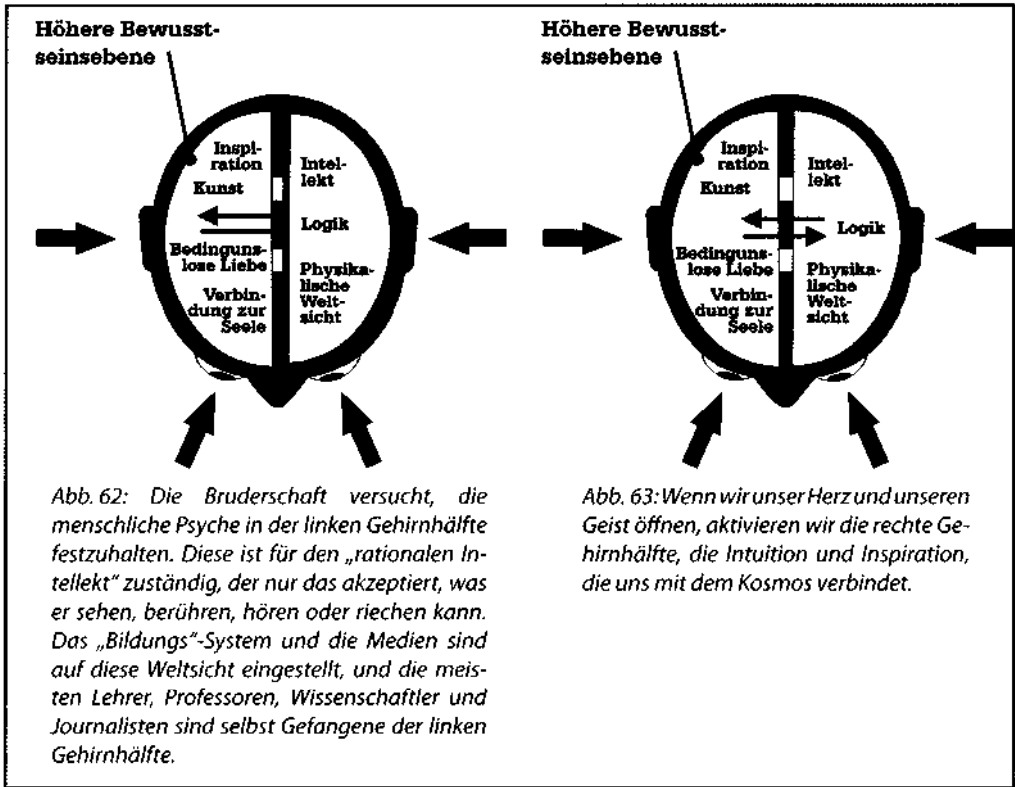 Höhere Bewusst-
seinsebene
Inspi-
ration
Kunst
Bedinguns-
lose Liebe
Verbin-
dung zur
Seele
Intel-
lekt
Logik
Physika-
lische
Welt-
sicht
Abb. 62: Die Bruderschaft versucht, die
menschliche Psyche in der linken Gehirnhälfte
festzuhalten. Diese ist für den „rationalen In-
tellekt“ zuständig, der nur das akzeptiert, was
er sehen, berühren, hören oder riechen kann.
Das „Bildungs“-System und die Medien sind
auf diese Weltsicht eingestellt, und die meis-
ten Lehrer, Professoren, Wissenschaftler und
Journalisten sind selbst Gefangene der linken
Gehirnhälfte.
Höhere Bewusst-
seinsebene
Inspi-
ration
Kunst
Bedinguns-
lose Liebe
Verbin-
dung zur
Seele
Intel-
lekt
Logik
Physika-
lische
Welt-
sicht
Abb. 63: Wenn wir unser Herz und unseren
Geist öffnen, aktivieren wir die rechte Ge-
hirnhälfte, die Intuition und Inspiration,
die uns mit dem Kosmos verbindet.